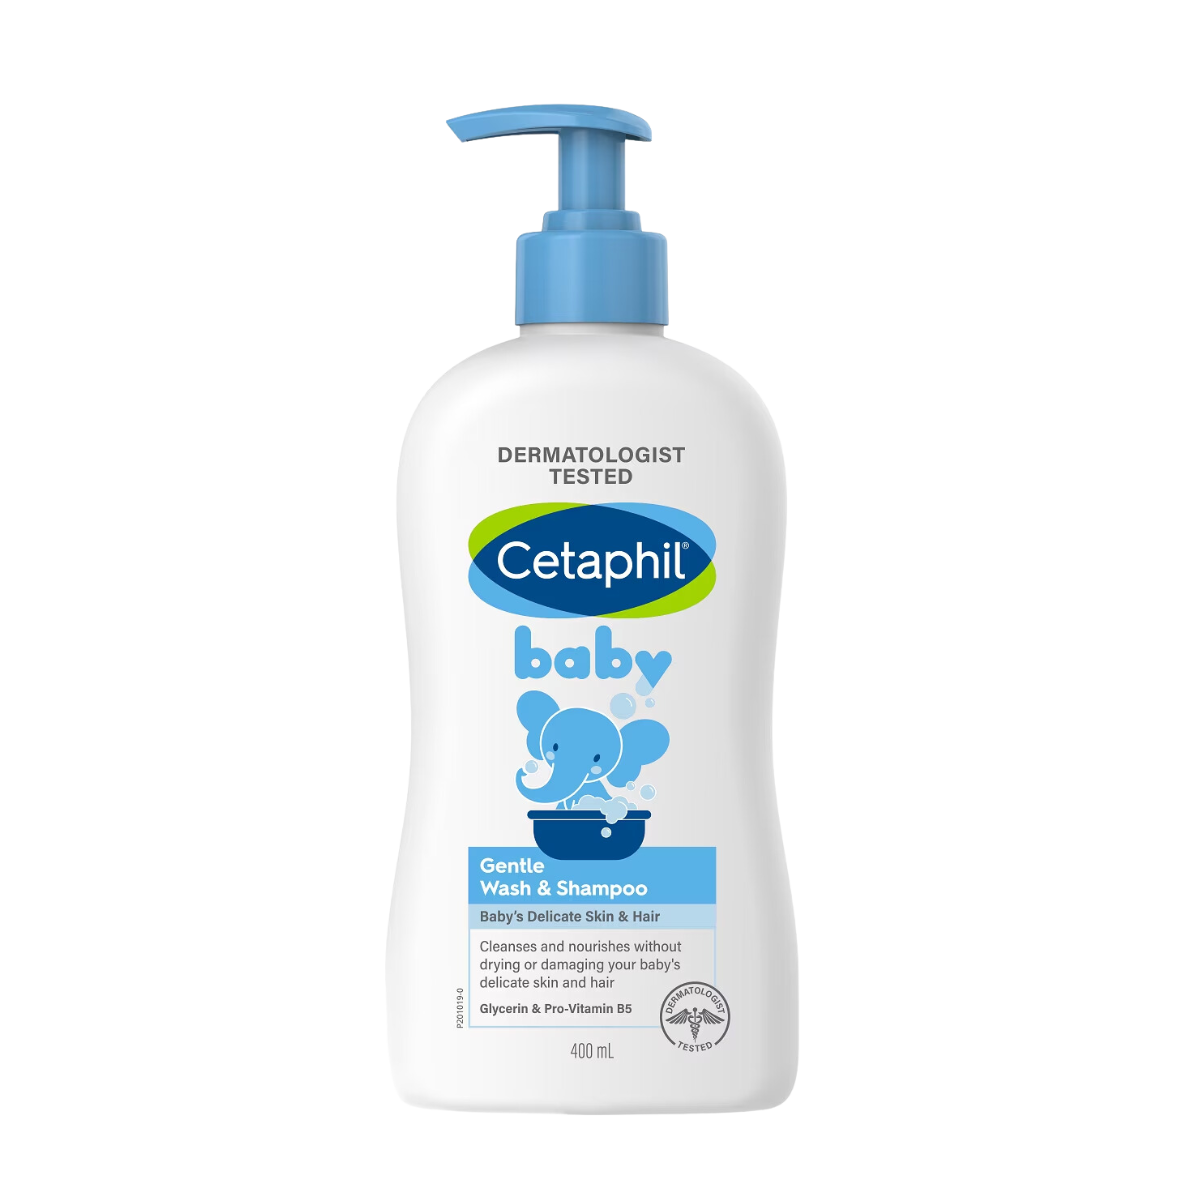 DERMATOLOGIST
TESTED
Cetaphil®
baby
Gentle
Wash & Shampoo
Baby's Delicate Skin & Hair
Cleanses and nourishes without
drying or damaging your baby's
delicate skin and hair
Glycerin & Pro-Vitamin B5
P201019-0
DERMATOLOGIST
TESTED
400 mL